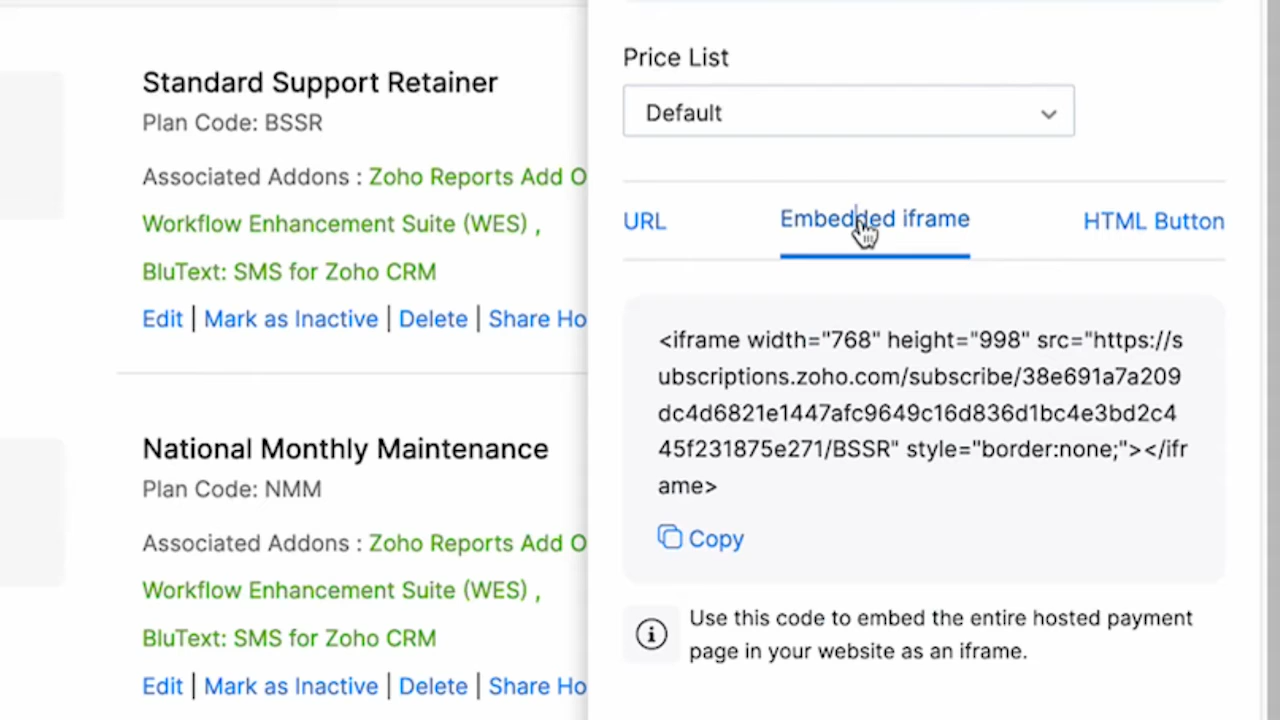 Standard Support Retainer
Plan Code: BSSR
Associated Addons : Zoho Reports Add O
Workflow Enhancement Suite (WES) ,
BluText: SMS for Zoho CRM
Edit | Mark as Inactive | Delete | Share Ho
National Monthly Maintenance
Plan Code: NMM
Associated Addons : Zoho Reports Add O
Workflow Enhancement Suite (WES) ,
BluText: SMS for Zoho CRM
Edit | Mark as Inactive | Delete | Share Ho
Price List
Default
URL
Embedded iframe
HTML Button
<iframe width="768" height="998" src="https://s
ubscriptions.zoho.com/subscribe/38e691a7a209
dc4d6821e1447afc9649c16d836d1bc4e3bd2c4
45f231875e271/BSSR" style="border:none;"></ifr
ame>
Copy
Use this code to embed the entire hosted payment
page in your website as an iframe.